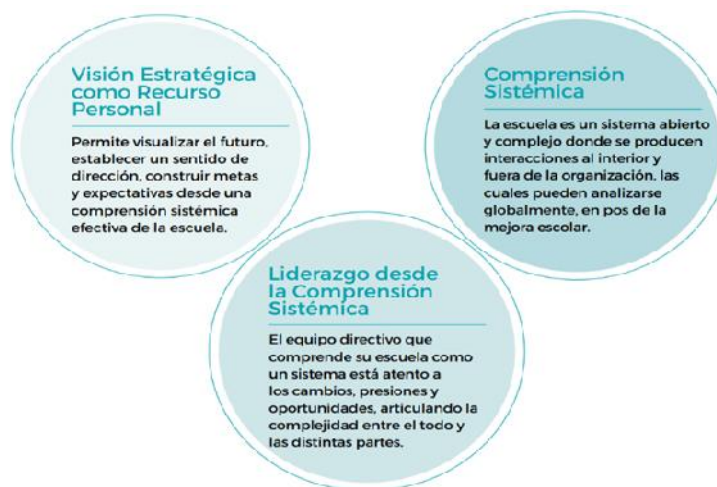 Visión Estratégica
como Recurso
Personal
Permite visualizar el futuro,
establecer un sentido de
dirección, construir metas
y expectativas desde una
comprensión sistémica
efectiva de la escuela.
Comprensión
Sistémica
La escuela es un sistema abierto
y complejo donde se producen
interacciones al interior y
fuera de la organización, las
cuales pueden analizarse
globalmente, en pos de la
mejora escolar.
Liderazgo desde
la Comprensión
Sistémica
El equipo directivo que
comprende su escuela como
un sistema está atento a
los cambios, presiones y
oportunidades, articulando la
complejidad entre el todo y
las distintas partes.